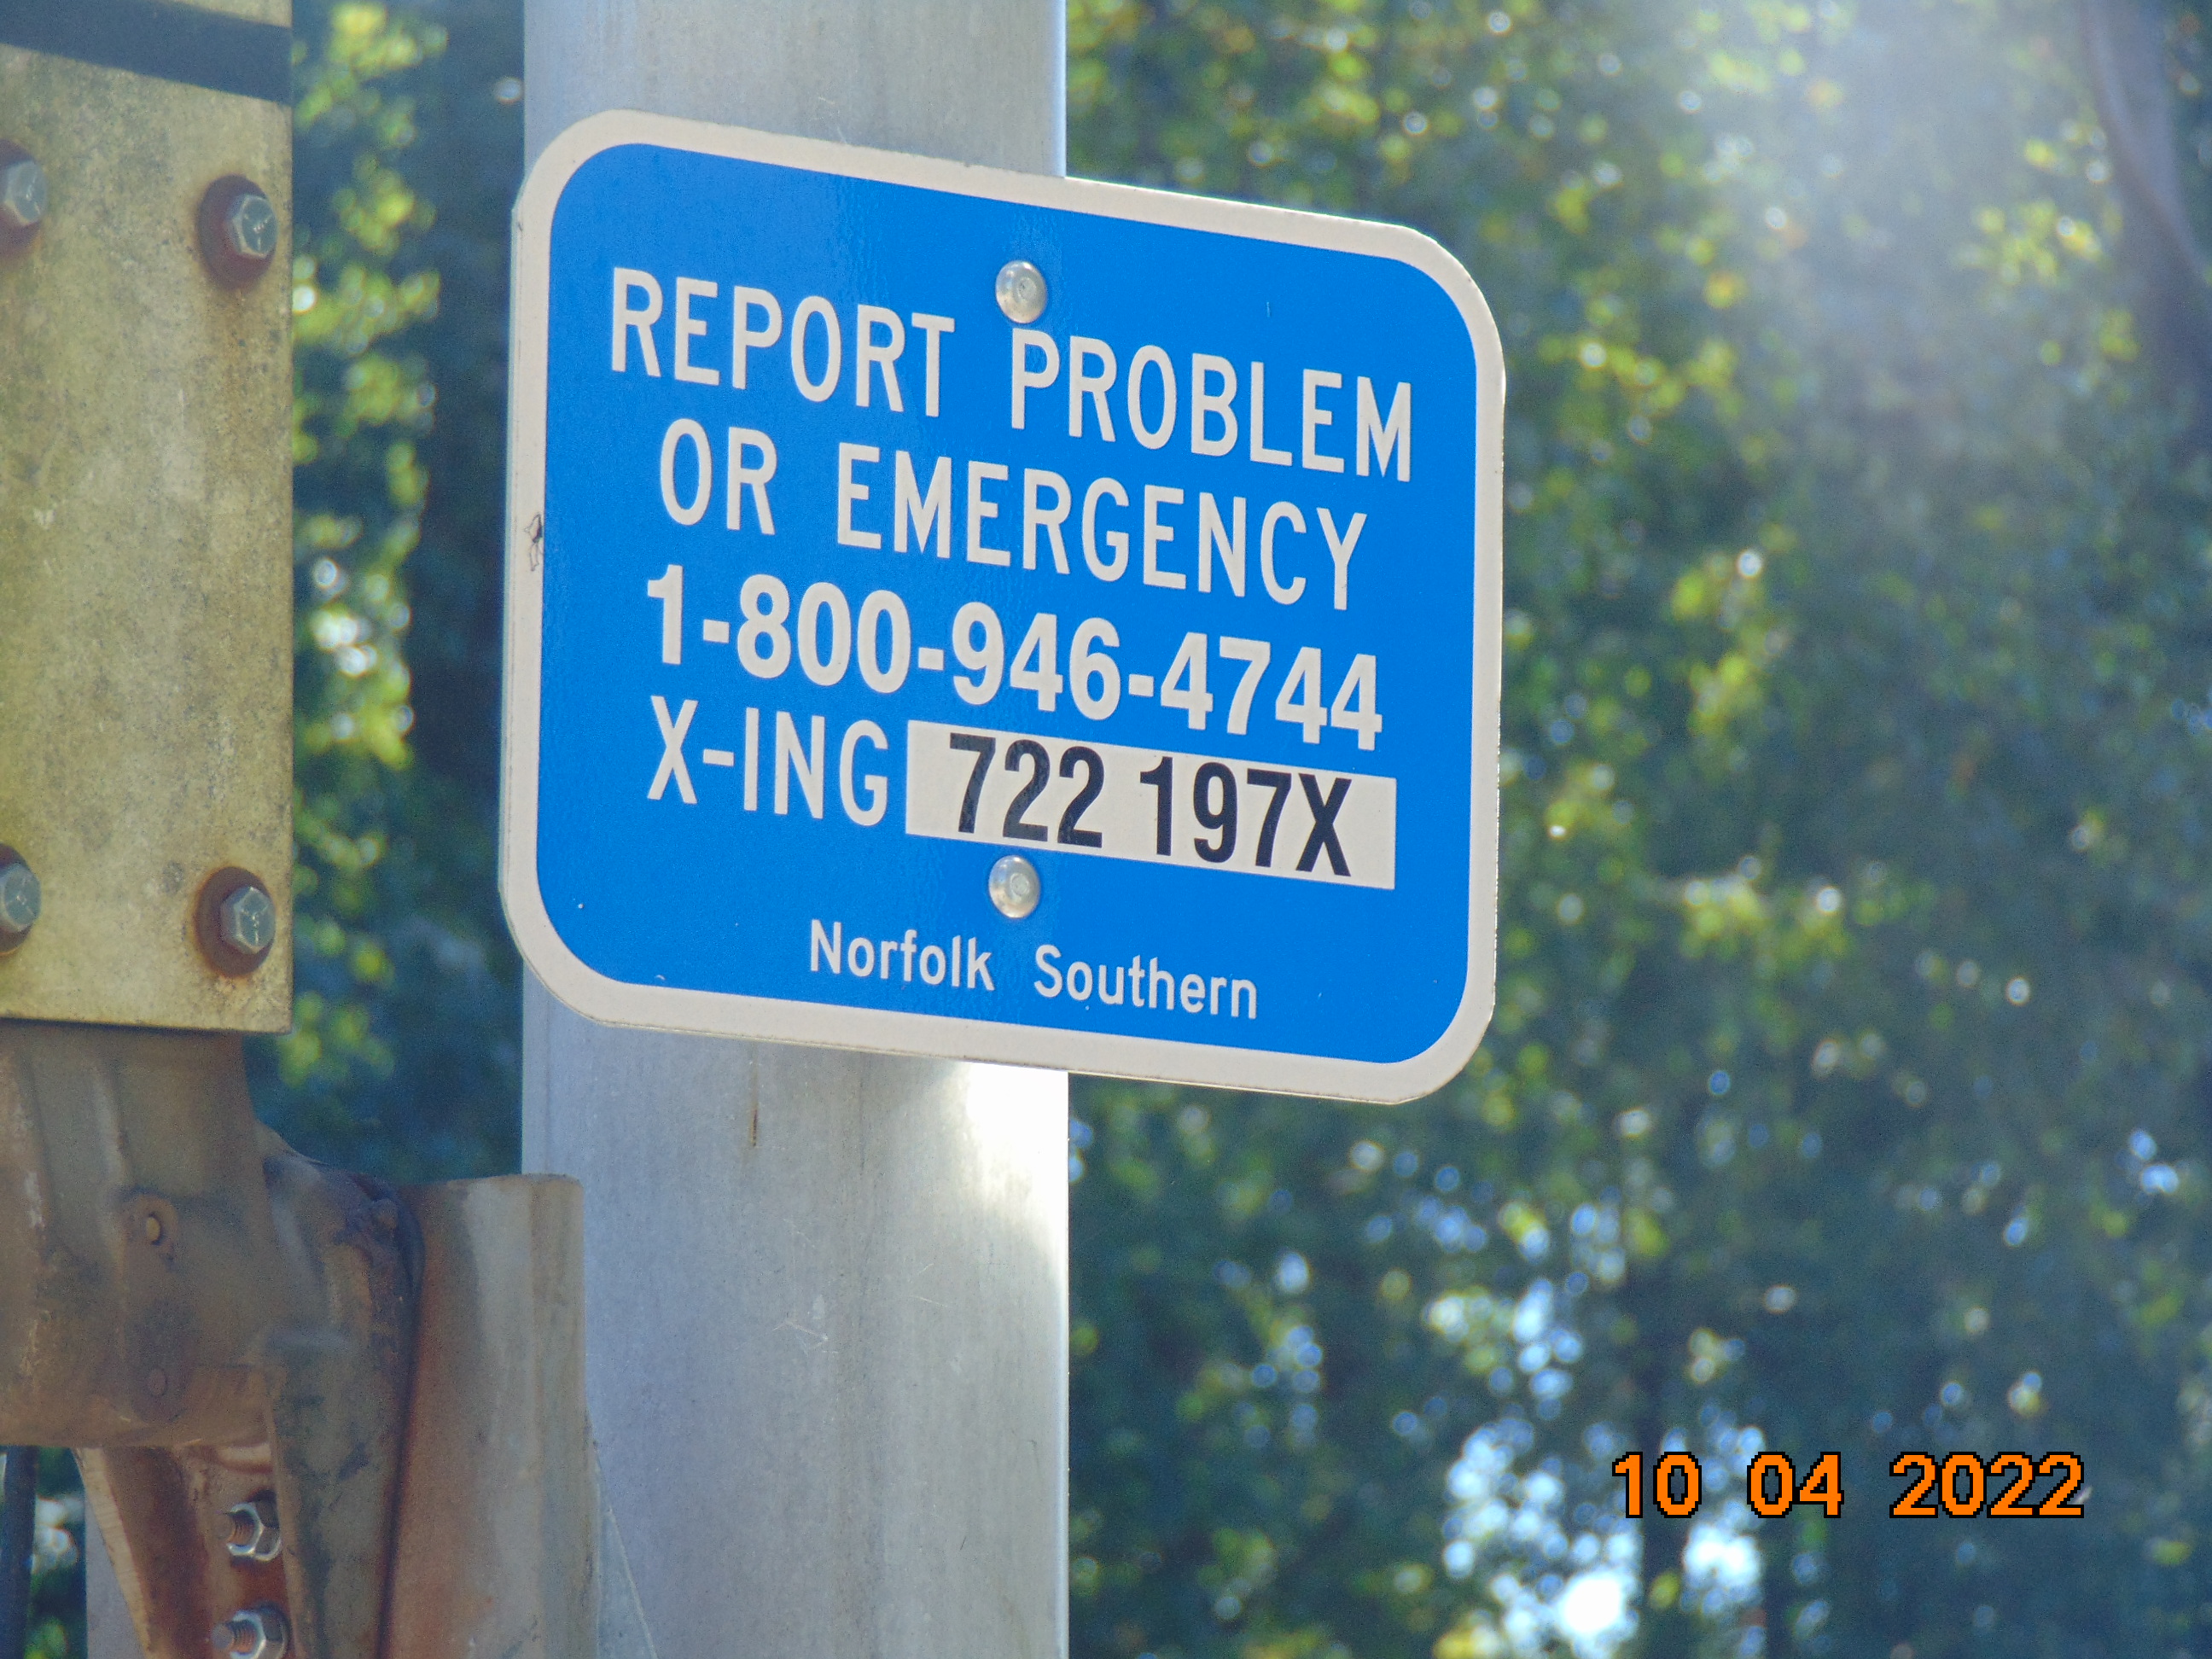 REPORT PROBLEM
OR EMERGENCY
1-800-946-4744
X-ING 722 197X
Norfolk Southern
10 04 2022